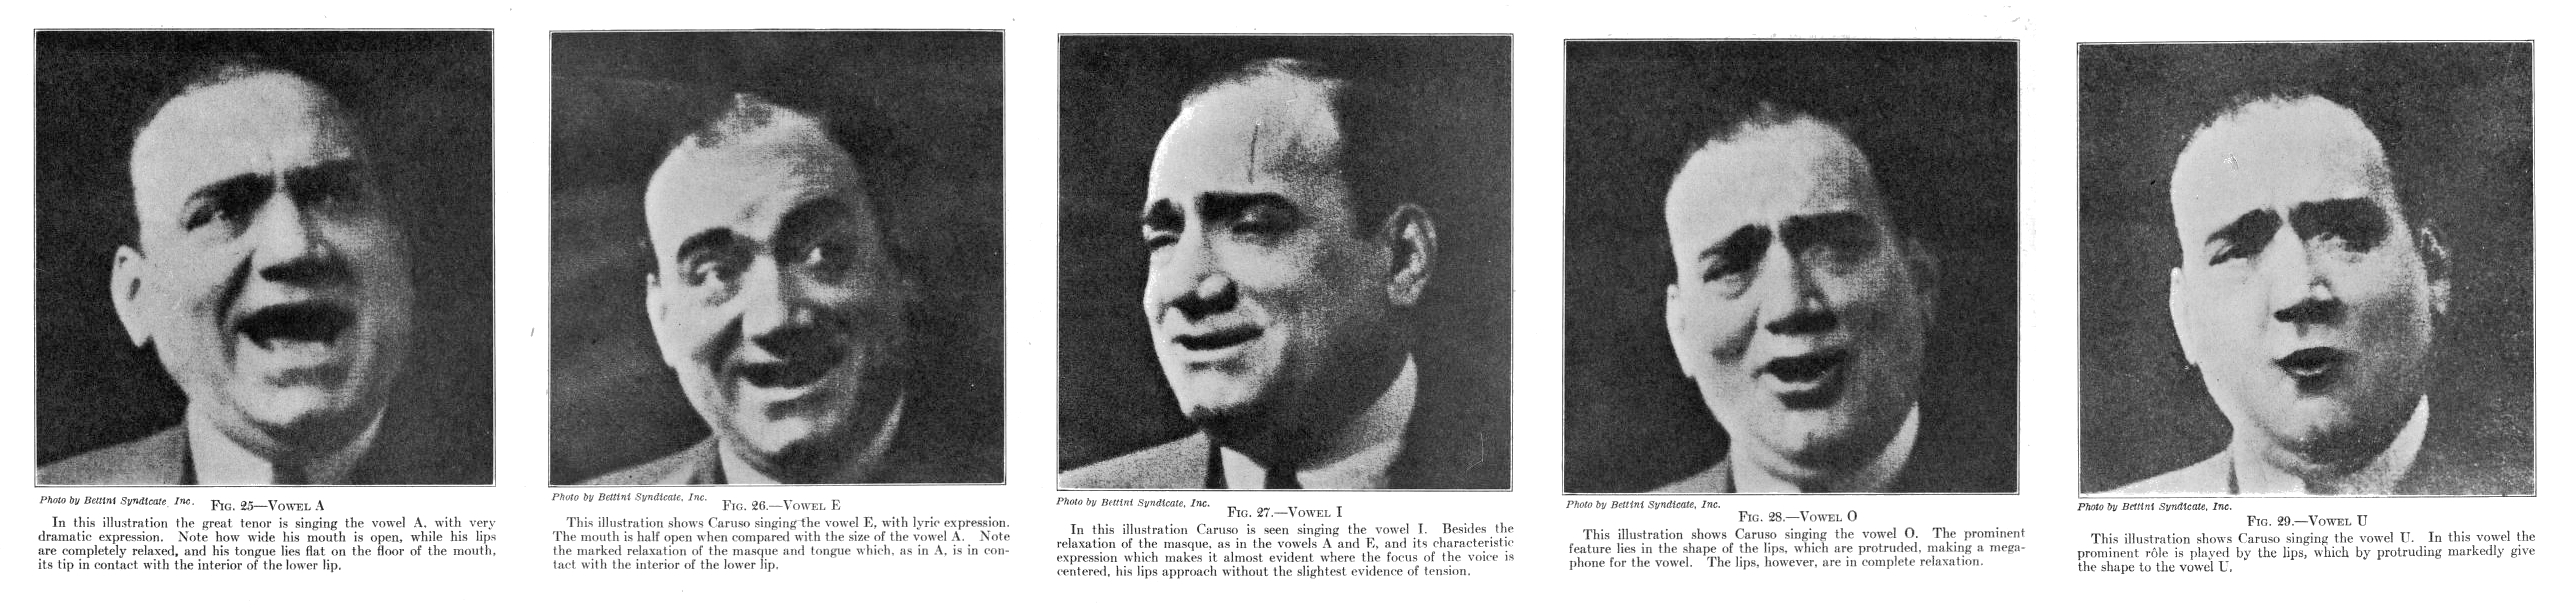 Photo by Bettini Syndicate, Inc.
FIG. 25—VOWEL A
In this illustration the great tenor is singing the vowel A, with very
dramatic expression. Note how wide his mouth is open, while his lips
are completely relaxed, and his tongue lies flat on the floor of the mouth,
its tip in contact with the interior of the lower lip.
Photo by Bettini Syndicate, Inc.
FIG. 26.—VOWEL E
This illustration shows Caruso singing the vowel E, with lyric expression.
The mouth is half open when compared with the size of the vowel A. Note
the marked relaxation of the masque and tongue which, as in A, is in con-
tact with the interior of the lower lip.
Photo by Bettini Syndicate, Inc.
FIG. 27.—VOWEL I
In this illustration Caruso is seen singing the vowel I. Besides the
relaxation of the masque, as in the vowels A and E, and its characteristic
expression which makes it almost evident where the focus of the voice is
centered, his lips approach without the slightest evidence of tension.
Photo by Bettini Syndicate, Inc.
FIG. 28.—VOWEL O
This illustration shows Caruso singing the vowel O. The prominent
feature lies in the shape of the lips, which are protruded, making a mega-
phone for the vowel. The lips, however, are in complete relaxation.
Photo by Bettini Syndicate, Inc.
FIG. 29.—VOWEL U
This illustration shows Caruso singing the vowel U. In this vowel the
prominent rôle is played by the lips, which by protruding markedly give
the shape to the vowel U.